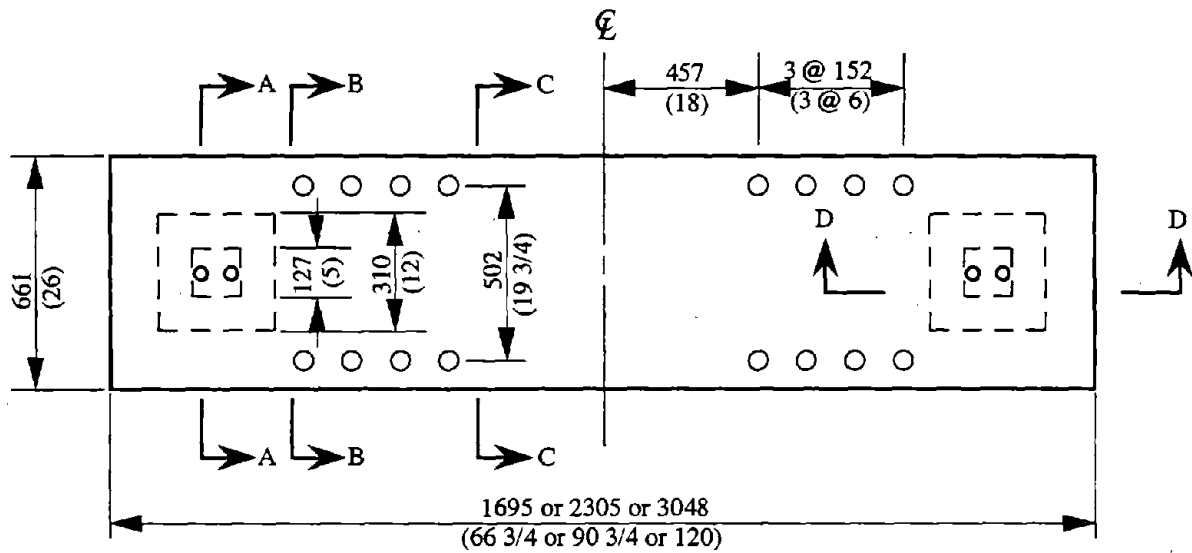 ℄
457
(18)
3 @ 152
(3 @ 6)
A
B
C
D
D
661
(26)
127
(5)
310
(12)
502
(19 3/4)
A
B
C
1695 or 2305 or 3048
(66 3/4 or 90 3/4 or 120)